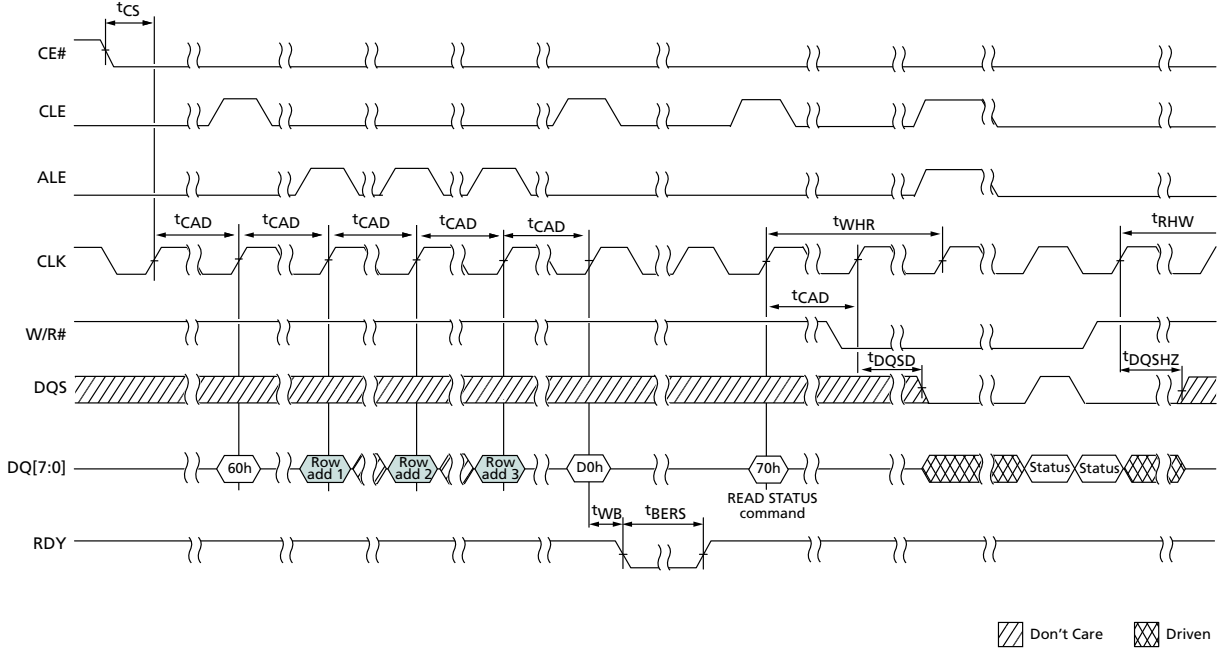 tCS
CE#
CLE
ALE
tCAD
tCAD
tCAD
tCAD
tCAD
tWHR
tRHW
CLK
tCAD
W/R#
tDQSD
tDQSHZ
DQS
DQ[7:0]
60h
Row add 1
Row add 2
Row add 3
D0h
70h
Status
Status
READ STATUS
command
tWB
tBERS
RDY
Don't Care
Driven